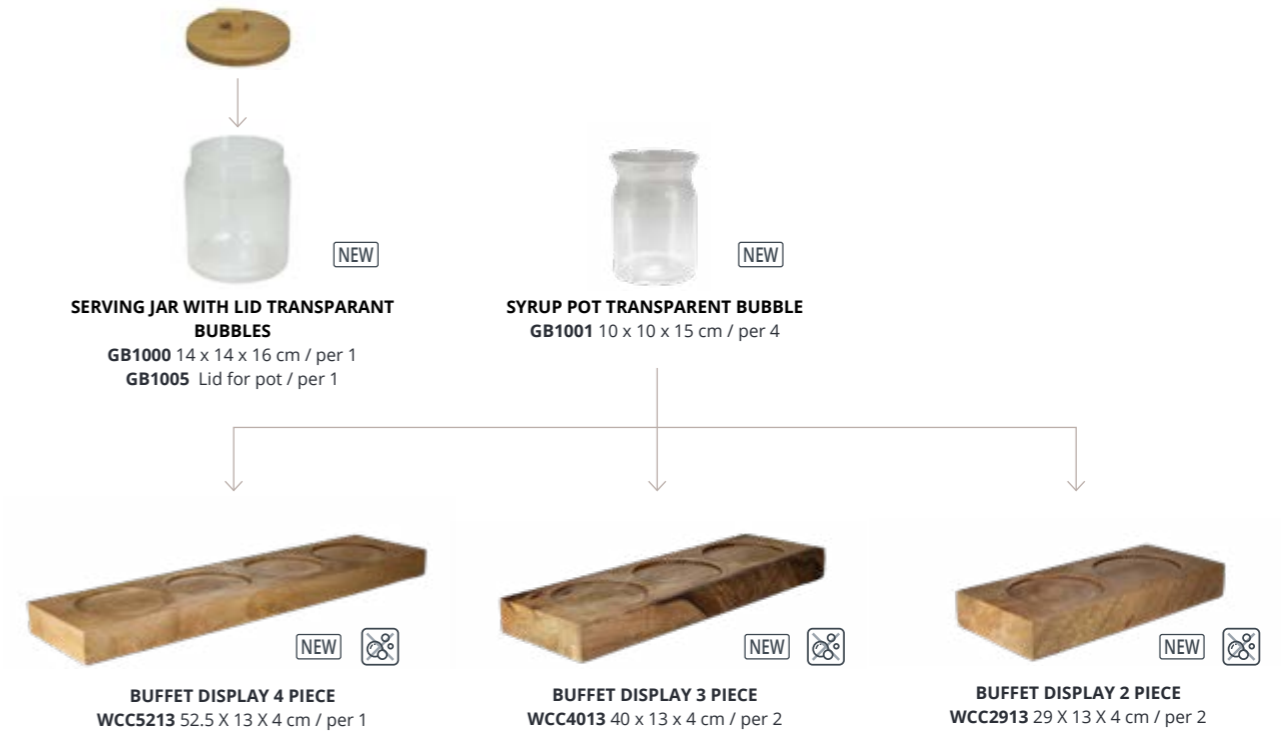 NEW
SERVING JAR WITH LID TRANSPARANT
BUBBLES
GB1000 14 x 14 x 16 cm / per 1
GB1005 Lid for pot / per 1
NEW
SYRUP POT TRANSPARENT BUBBLE
GB1001 10 x 10 x 15 cm / per 4
NEW
BUFFET DISPLAY 4 PIECE
WCC5213 52.5 X 13 X 4 cm / per 1
NEW
BUFFET DISPLAY 3 PIECE
WCC4013 40 x 13 x 4 cm / per 2
NEW
BUFFET DISPLAY 2 PIECE
WCC2913 29 X 13 X 4 cm / per 2